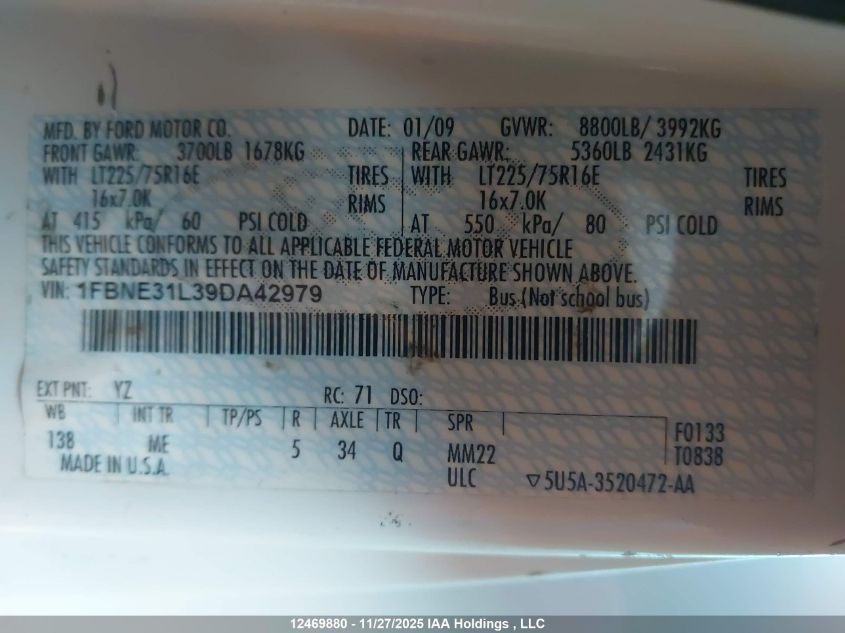 MFD. BY FORD MOTOR CO. DATE: 01/09 GVWR: 8800LB/ 3992KG
FRONT GAWR: 3700LB 1678KG REAR GAWR: 5360LB 2431KG
WITH LT225/75R16E TIRES WITH LT225/75R16E TIRES
16x7.0K RIMS 16x7.0K RIMS
AT 415 kPa/ 60 PSI COLD AT 550 kPa/ 80 PSI COLD
THIS VEHICLE CONFORMS TO ALL APPLICABLE FEDERAL MOTOR VEHICLE
SAFETY STANDARDS IN EFFECT ON THE DATE OF MANUFACTURE SHOWN ABOVE.
VIN: 1FBNE31L39DA42979 TYPE: Bus (Not school bus)
EXT PNT: YZ RC: 71 DSO:
WB INT TR TP/PS R AXLE TR SPR
138 ME 5 34 Q MM22 F0133
MADE IN U.S.A. ULC T0838
▽5U5A-3520472-AA
12469880 - 11/27/2025 IAA Holdings , LLC